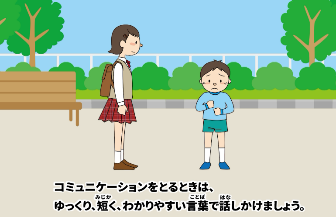 コミュニケーションをとるときは、
ゆっくり、短く、わかりやすい言葉で話しかけましょう。